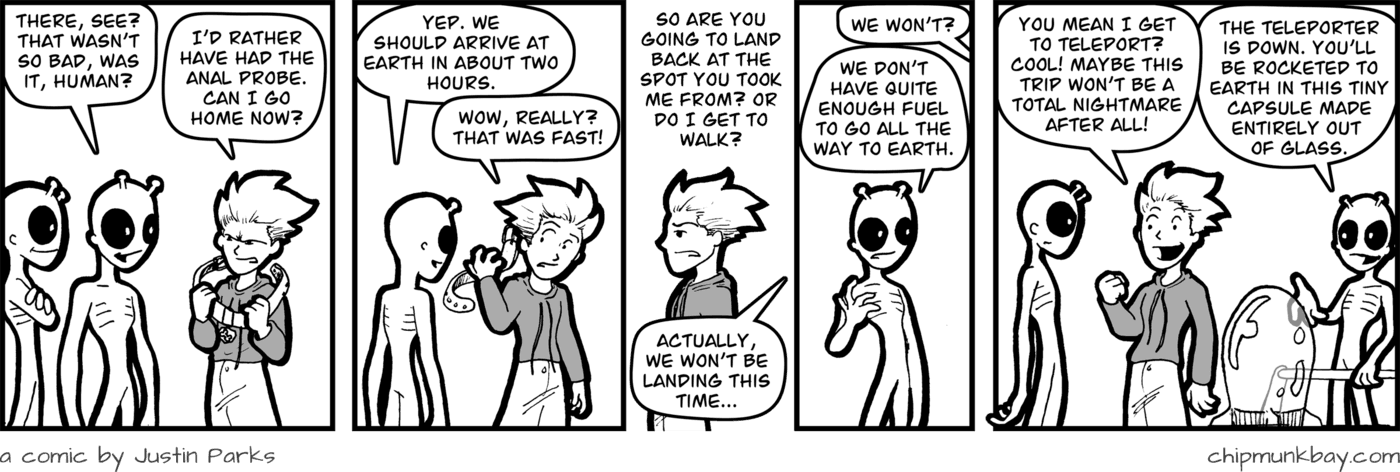 THERE, SEE?
THAT WASN'T
SO BAD, WAS
IT, HUMAN?
I'D RATHER
HAVE HAD THE
ANAL PROBE.
CAN I GO
HOME NOW?
YEP. WE
SHOULD ARRIVE AT
EARTH IN ABOUT TWO
HOURS.
WOW, REALLY?
THAT WAS FAST!
SO ARE YOU
GOING TO LAND
BACK AT THE
SPOT YOU TOOK
ME FROM? OR
DO I GET TO
WALK?
ACTUALLY,
WE WON'T BE
LANDING THIS
TIME...
WE WON'T?
WE DON'T
HAVE QUITE
ENOUGH FUEL
TO GO ALL THE
WAY TO EARTH.
YOU MEAN I GET
TO TELEPORT?
COOL! MAYBE THIS
TRIP WON'T BE A
TOTAL NIGHTMARE
AFTER ALL!
THE TELEPORTER
IS DOWN. YOU'LL
BE ROCKETED TO
EARTH IN THIS TINY
CAPSULE MADE
ENTIRELY OUT
OF GLASS.
a comic by Justin Parks
chipmunkbay.com